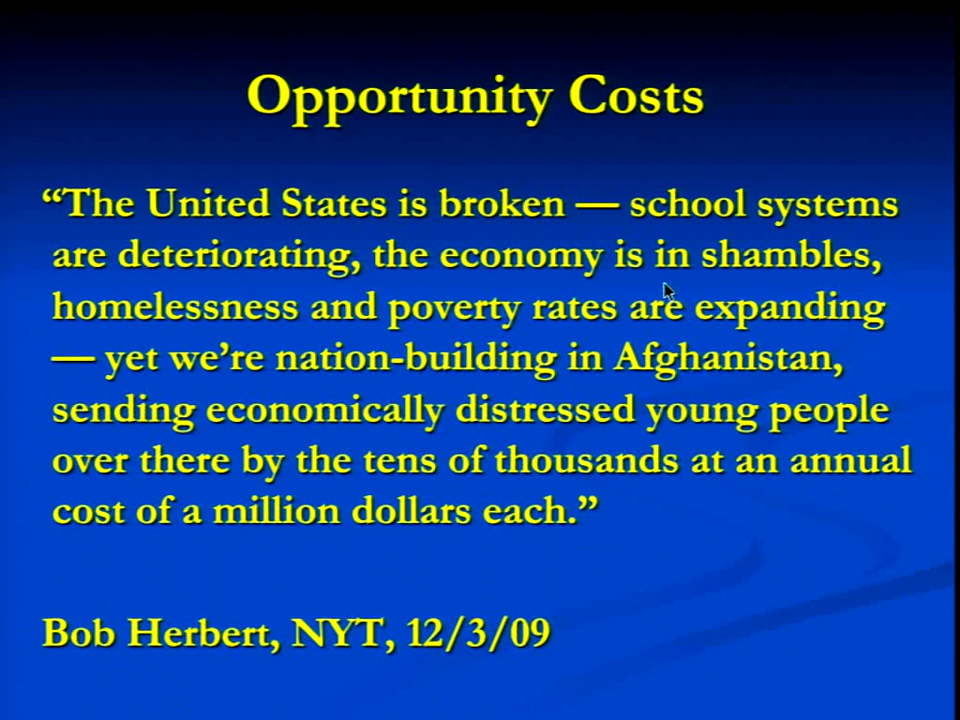 Opportunity Costs
“The United States is broken — school systems
are deteriorating, the economy is in shambles,
homelessness and poverty rates are expanding
— yet we’re nation-building in Afghanistan,
sending economically distressed young people
over there by the tens of thousands at an annual
cost of a million dollars each.”
Bob Herbert, NYT, 12/3/09